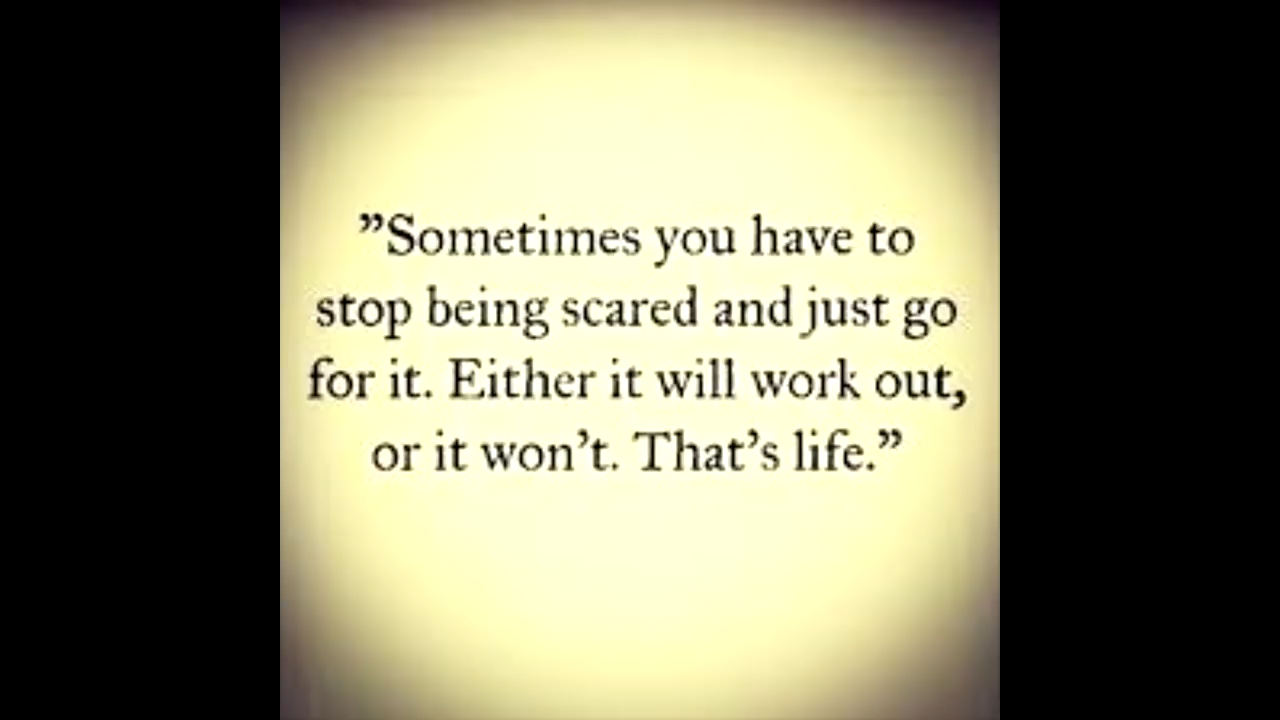 ”Sometimes you have to
stop being scared and just go
for it. Either it will work out,
or it won’t. That’s life.”